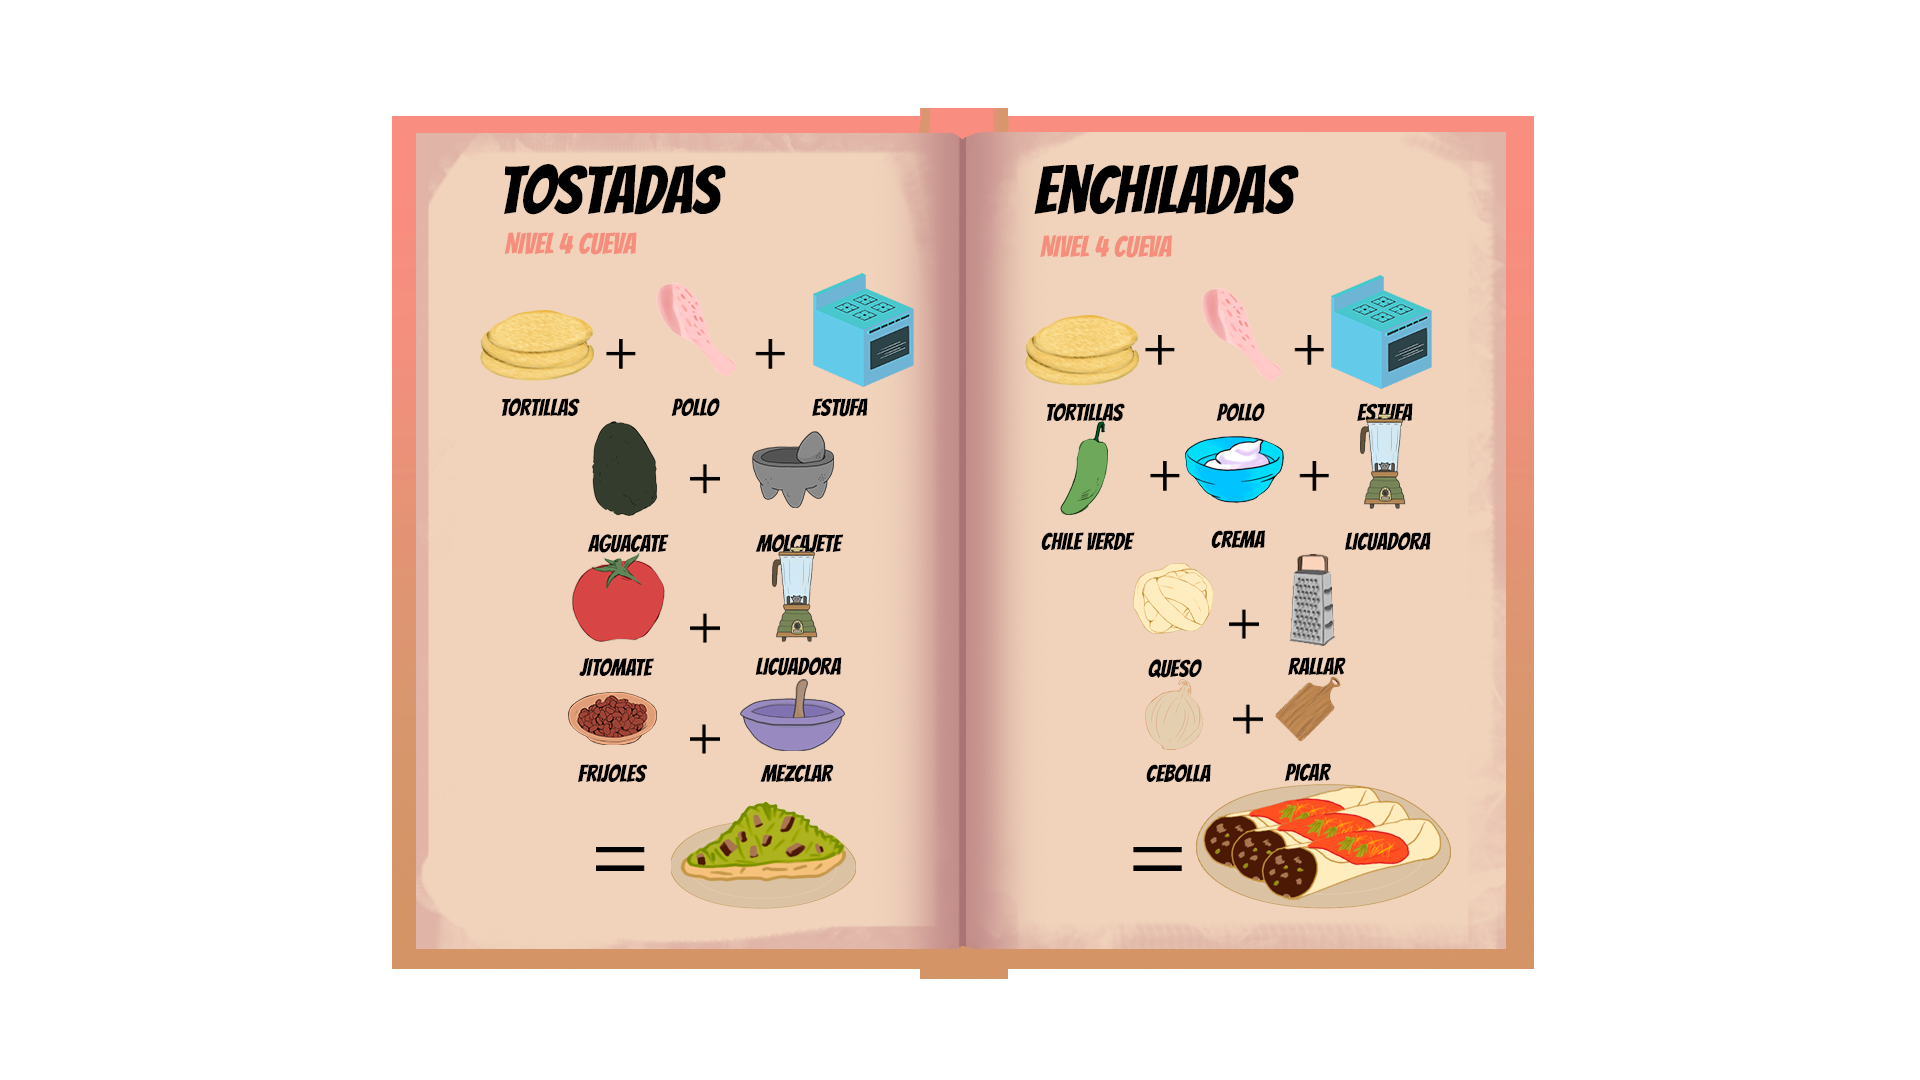 TOSTADAS
NIVEL 4 CUEVA
+ +
TORTILLAS POLLO ESTUFA
+
AGUACATE MOLCAJETE
+
JITOMATE LICUADORA
+
FRIJOLES MEZCLAR
=
ENCHILADAS
NIVEL 4 CUEVA
+ +
TORTILLAS POLLO ESTUFA
+ +
CHILE VERDE CREMA LICUADORA
+
QUESO RALLAR
+
CEBOLLA PICAR
=